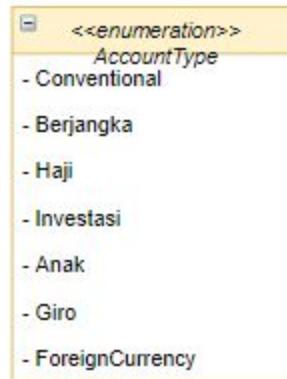 <<enumeration>>
AccountType
- Conventional
- Berjangka
- Haji
- Investasi
- Anak
- Giro
- ForeignCurrency